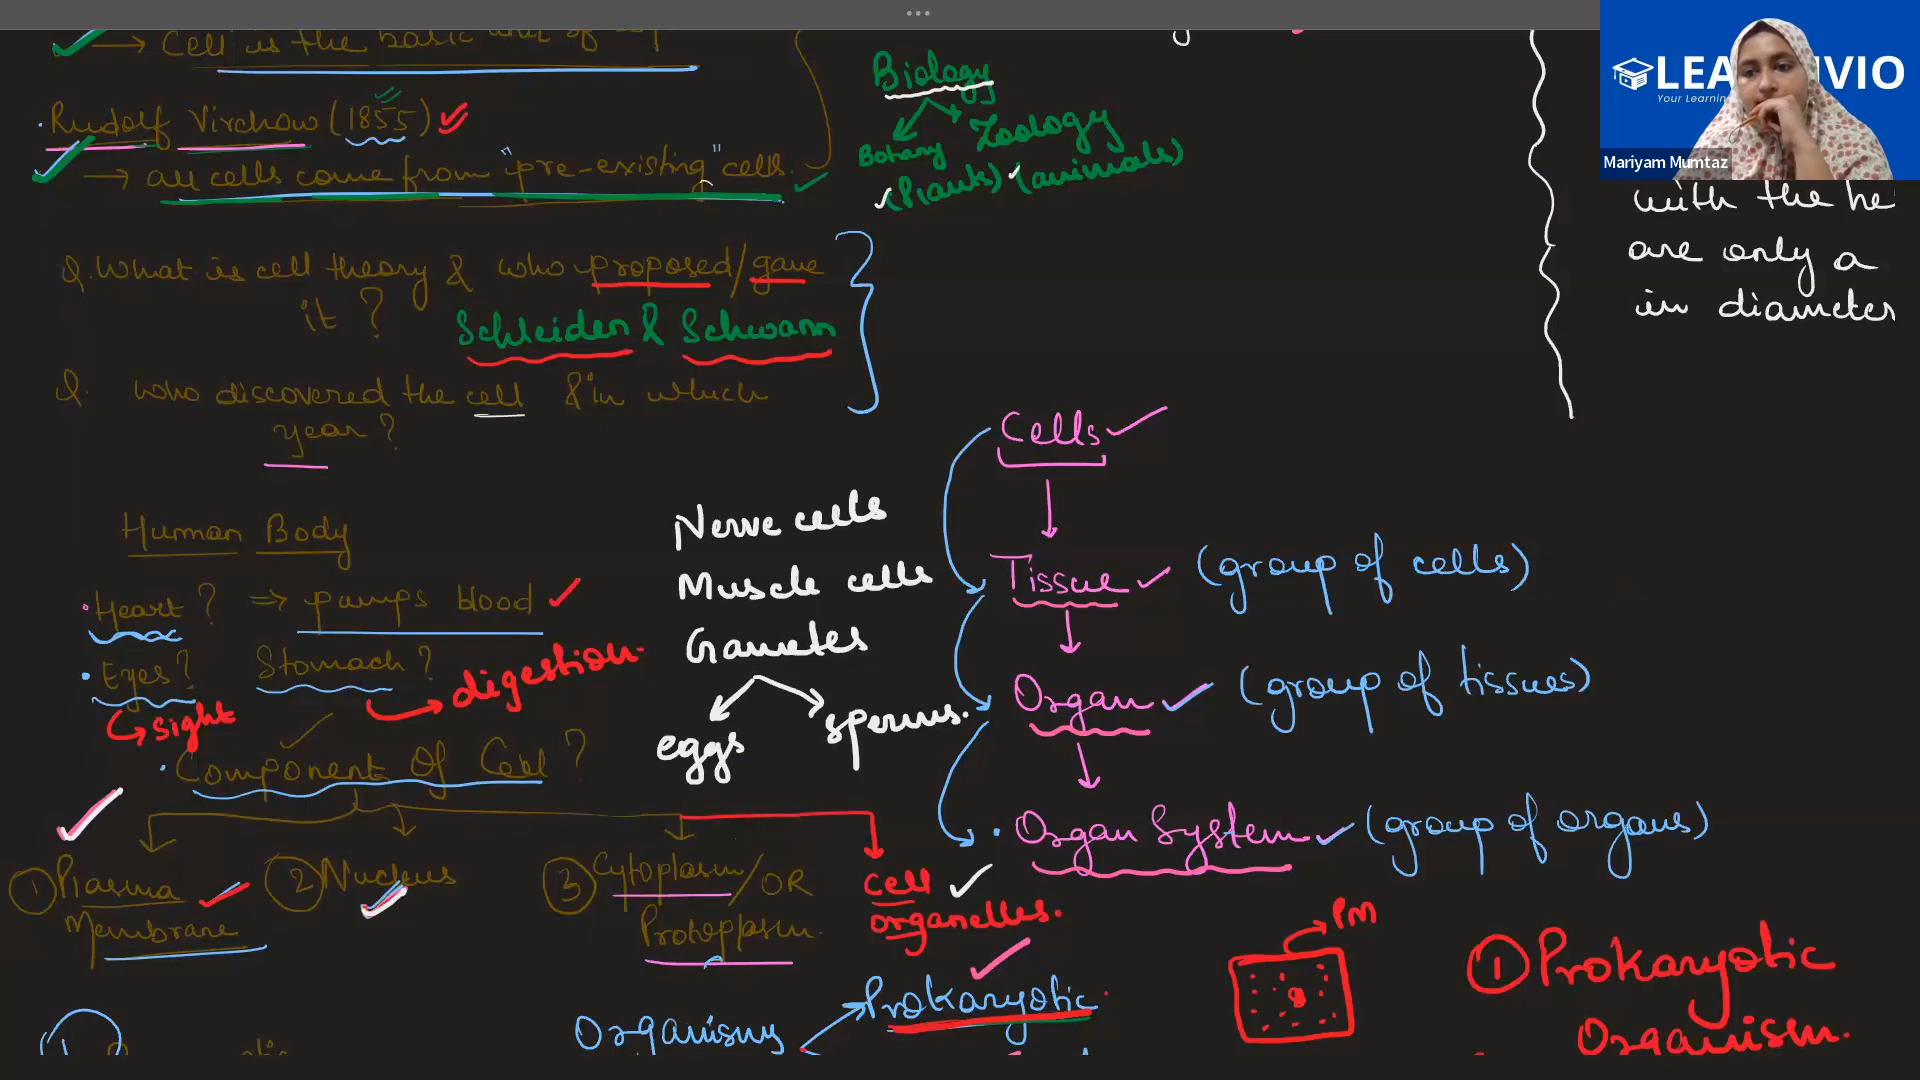 → Cell is the basic unit of
Biology
Botany
Zoology
(Plants)
(animals)
· Rudolf Virchow (1855)
→ all cells come from "pre-existing" cells.
Q. What is cell theory & who proposed/gave
it ?
Schleiden & Schwann
Q. who discovered the cell & in which
year ?
LEA VIO
Your Learnin
Mariyam Mumtaz
with the he
are only a
in diameter
Cells
Tissue (group of cells)
Organ (group of tissues)
· Organ System (group of organs)
Nerve cells
Muscle cells
Gametes
eggs
sperms.
Human Body
· Heart ? ⇒ pumps blood
· Eyes ? Stomach ?
sight
digestion.
· Component Of Cell ?
① Plasma
Membrane
② Nucleus
③ Cytoplasm / OR
Protoplasm.
Cell
organelles.
Organisms
Prokaryotic
PM
① Prokaryotic
Organism.